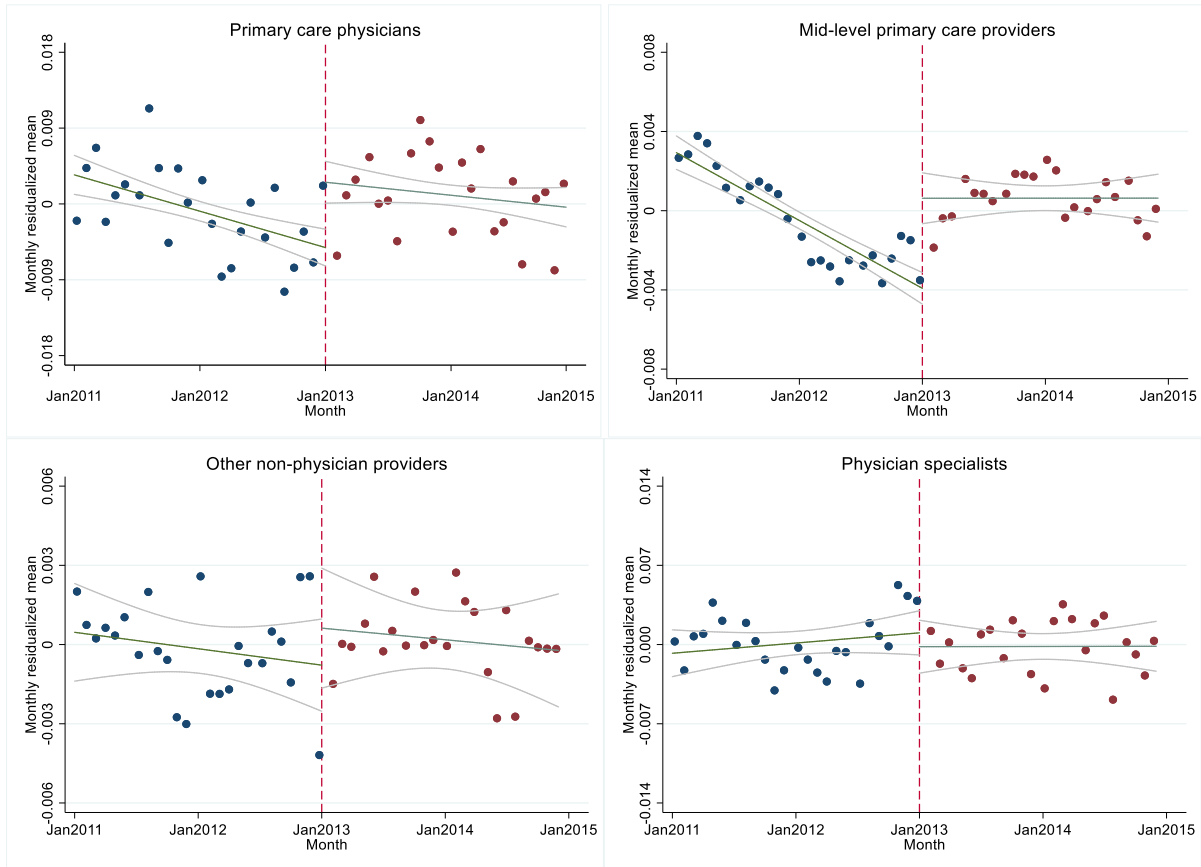 Primary care physicians
Monthly residualized mean
0.018
0.009
0
-0.009
-0.018
Jan2011 Jan2012 Jan2013 Jan2014 Jan2015
Month
Mid-level primary care providers
Monthly residualized mean
0.008
0.004
0
-0.004
-0.008
Jan2011 Jan2012 Jan2013 Jan2014 Jan2015
Month
Other non-physician providers
Monthly residualized mean
0.006
0.003
0
-0.003
-0.006
Jan2011 Jan2012 Jan2013 Jan2014 Jan2015
Month
Physician specialists
Monthly residualized mean
0.014
0.007
0.000
-0.007
-0.014
Jan2011 Jan2012 Jan2013 Jan2014 Jan2015
Month